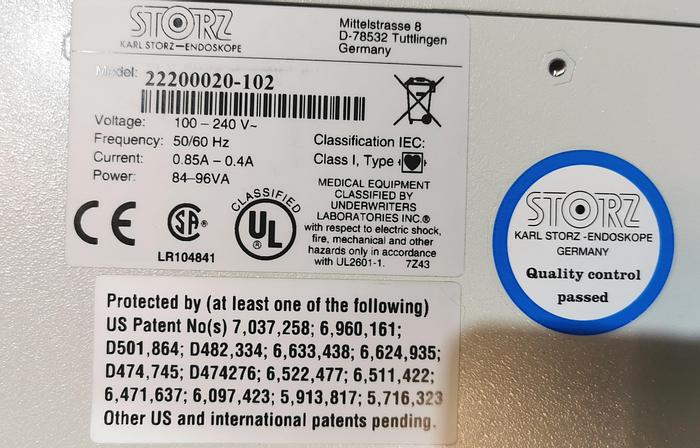 STORZ
KARL STORZ—ENDOSKOPE
Mittelstrasse 8
D-78532 Tuttlingen
Germany
Model: 22200020-102
Voltage: 100 - 240 V~
Frequency: 50/60 Hz
Current: 0.85A - 0.4A
Power: 84-96VA
Classification IEC:
Class I, Type
CE
SA
LR104841
CLASSIFIED
UL
MEDICAL EQUIPMENT
CLASSIFIED BY
UNDERWRITERS
LABORATORIES INC.®
with respect to electric shock,
fire, mechanical and other
hazards only in accordance
with UL2601-1. 7Z43
STORZ
KARL STORZ -ENDOSKOPE
GERMANY
Quality control
passed
Protected by (at least one of the following)
US Patent No(s) 7,037,258; 6,960,161;
D501,864; D482,334; 6,633,438; 6,624,935;
D474,745; D474276; 6,522,477; 6,511,422;
6,471,637; 6,097,423; 5,913,817; 5,716,323
Other US and international patents pending.